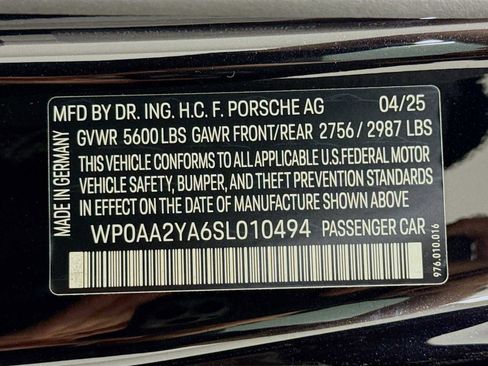 MFD BY DR. ING. H.C. F. PORSCHE AG 04/25
GVWR 5600 LBS GAWR FRONT/REAR 2756 / 2987 LBS
THIS VEHICLE CONFORMS TO ALL APPLICABLE U.S. FEDERAL MOTOR
VEHICLE SAFETY, BUMPER, AND THEFT PREVENTION STANDARDS
IN EFFECT ON THE DATE OF MANUFACTURE SHOWN ABOVE
WP0AA2YA6SL010494 PASSENGER CAR
MADE IN GERMANY
976.010.016